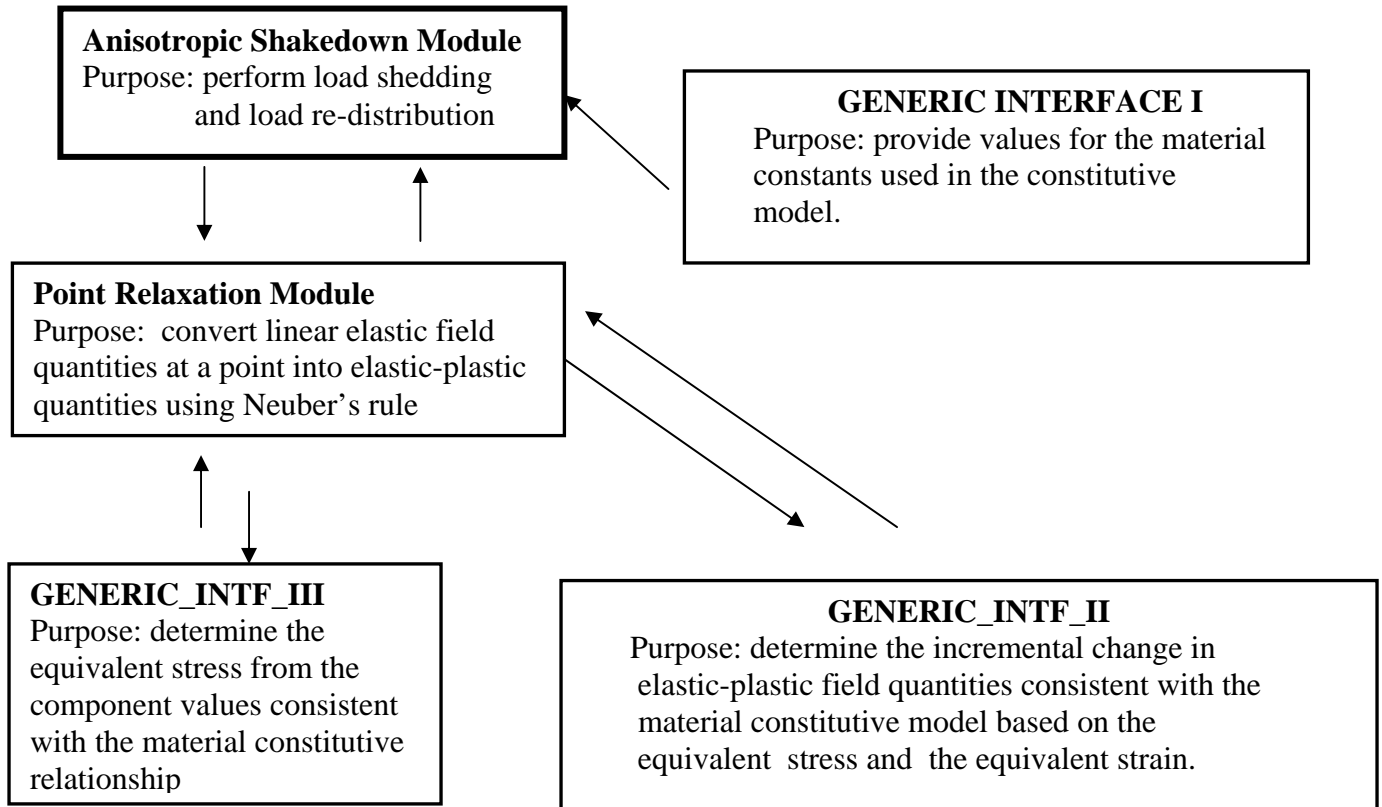 Anisotropic Shakedown Module
Purpose: perform load shedding
and load re-distribution
GENERIC INTERFACE I
Purpose: provide values for the material
constants used in the constitutive
model.
Point Relaxation Module
Purpose: convert linear elastic field
quantities at a point into elastic-plastic
quantities using Neuber's rule
GENERIC_INTF_III
Purpose: determine the
equivalent stress from the
component values consistent
with the material constitutive
relationship
GENERIC_INTF_II
Purpose: determine the incremental change in
elastic-plastic field quantities consistent with the
material constitutive model based on the
equivalent stress and the equivalent strain.